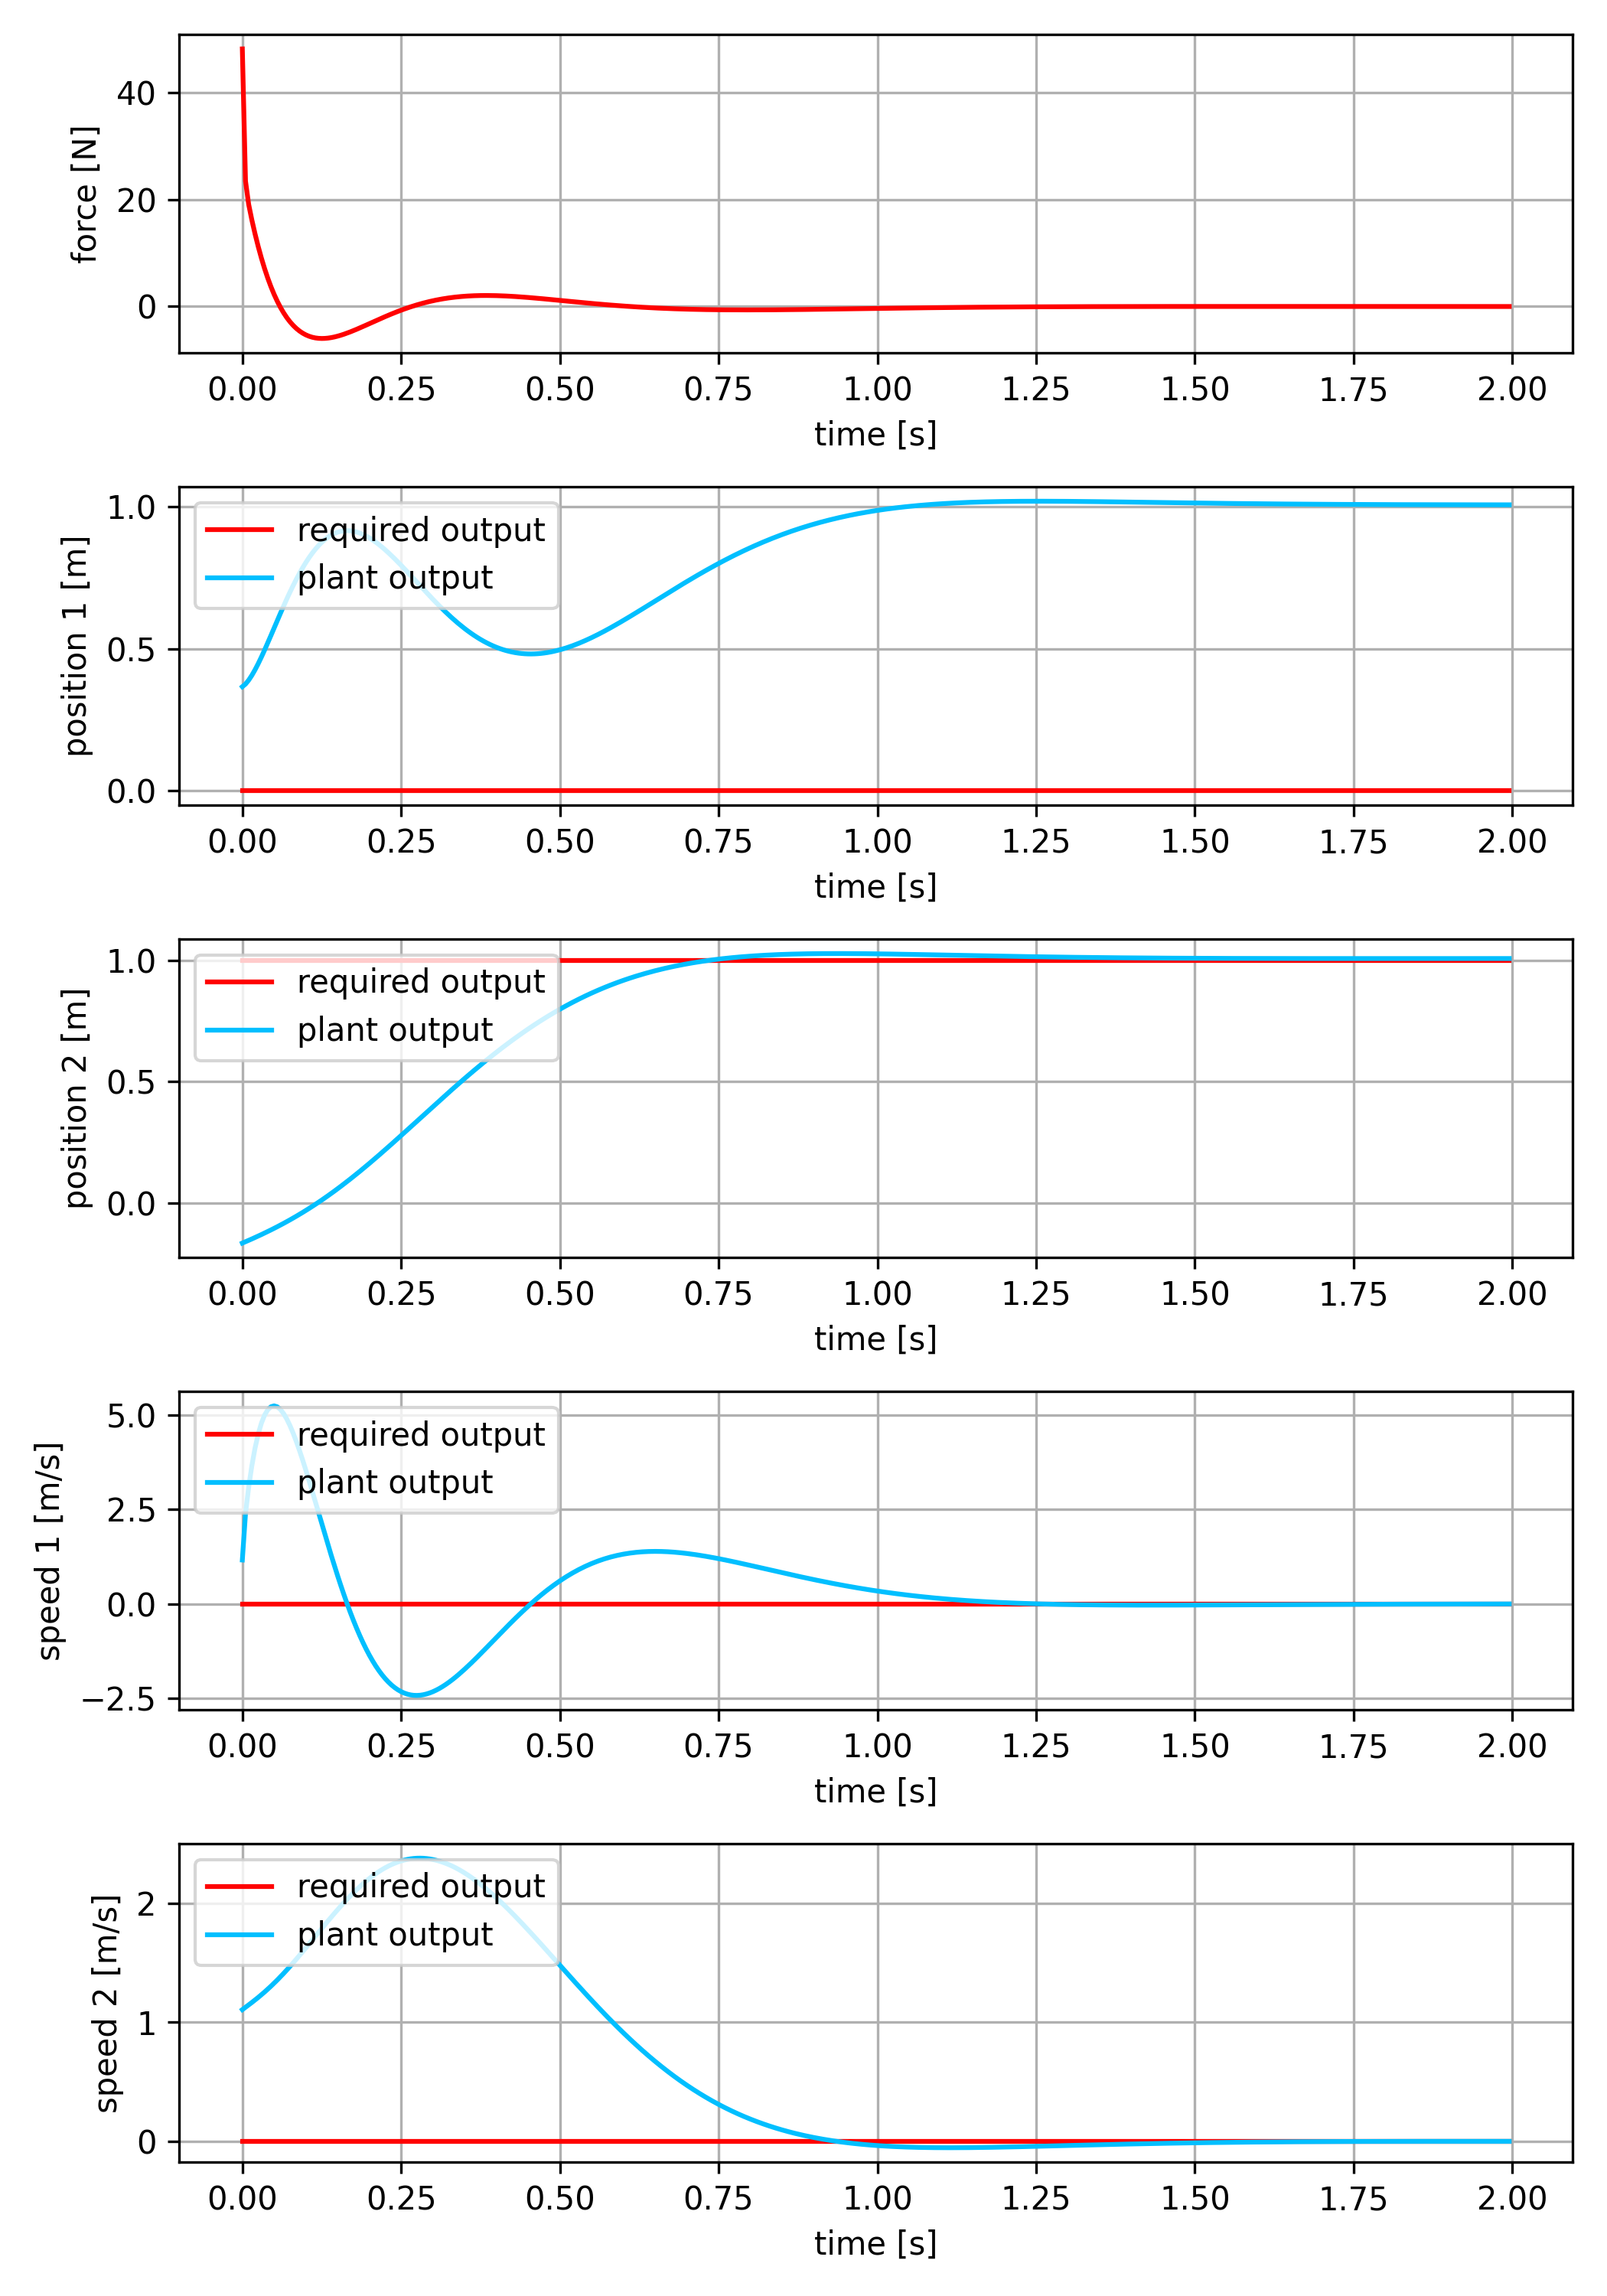 force [N]
40
20
0
0.00 0.25 0.50 0.75 1.00 1.25 1.50 1.75 2.00
time [s]
position 1 [m]
1.0
0.5
0.0
required output
plant output
0.00 0.25 0.50 0.75 1.00 1.25 1.50 1.75 2.00
time [s]
position 2 [m]
1.0
0.5
0.0
required output
plant output
0.00 0.25 0.50 0.75 1.00 1.25 1.50 1.75 2.00
time [s]
speed 1 [m/s]
5.0
2.5
0.0
−2.5
required output
plant output
0.00 0.25 0.50 0.75 1.00 1.25 1.50 1.75 2.00
time [s]
speed 2 [m/s]
2
1
0
required output
plant output
0.00 0.25 0.50 0.75 1.00 1.25 1.50 1.75 2.00
time [s]